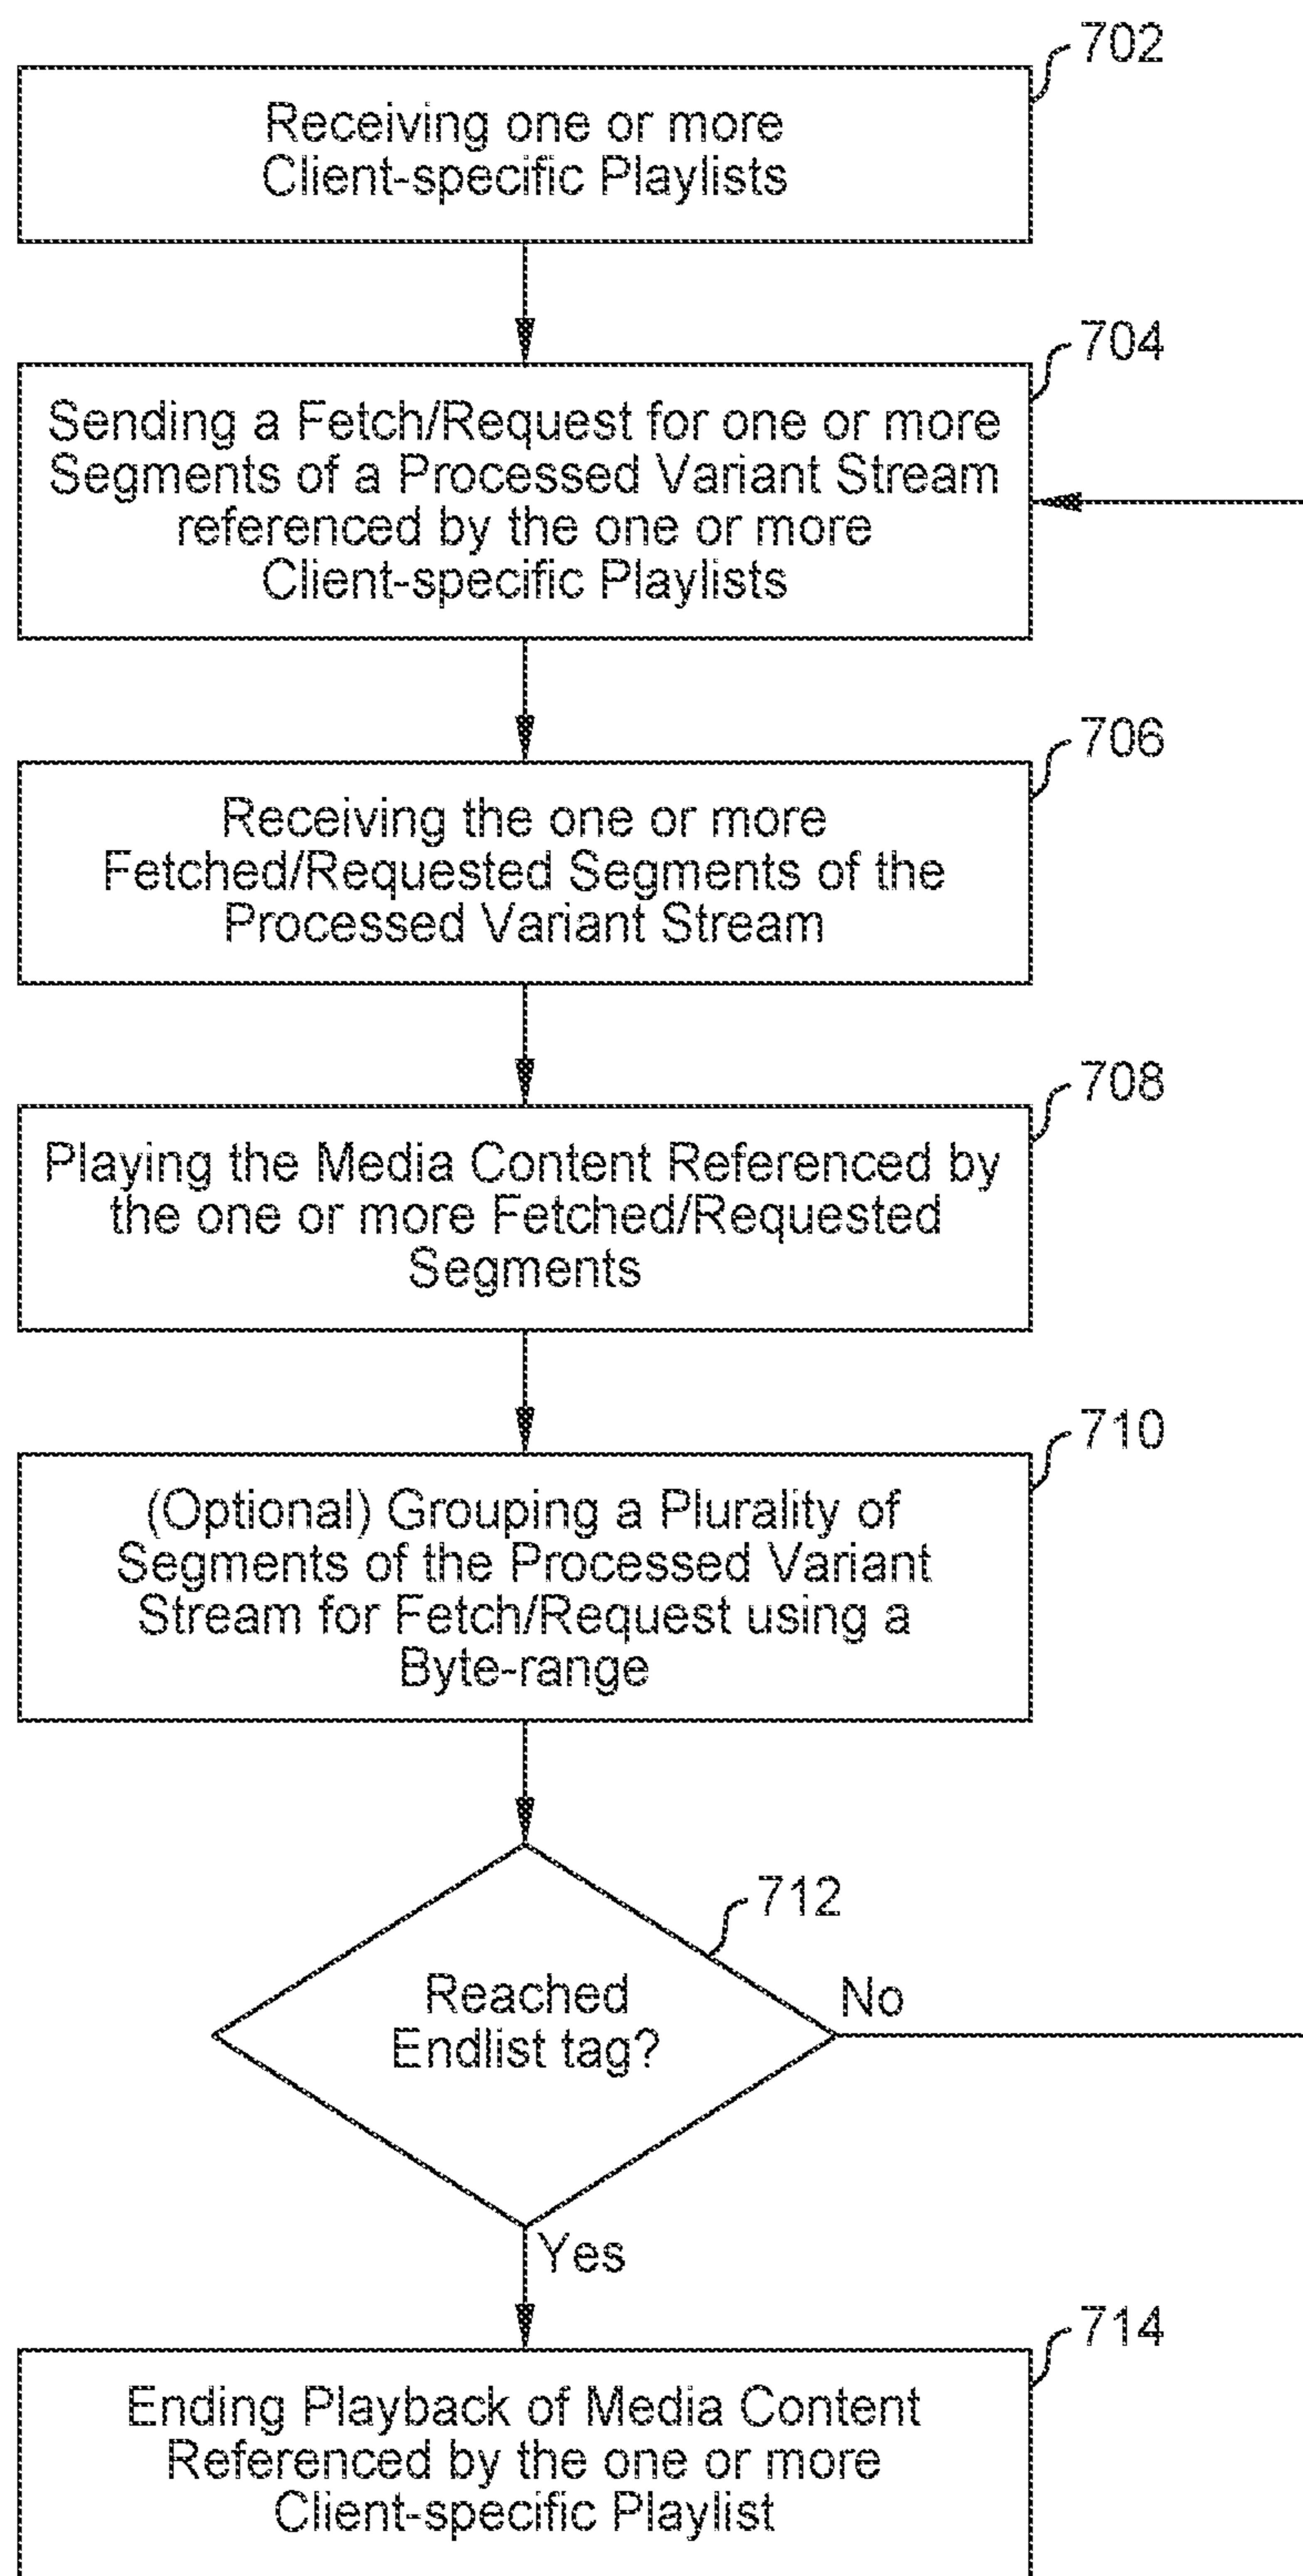 702
Receiving one or more
Client-specific Playlists
704
Sending a Fetch/Request for one or more
Segments of a Processed Variant Stream
referenced by the one or more
Client-specific Playlists
706
Receiving the one or more
Fetched/Requested Segments of the
Processed Variant Stream
708
Playing the Media Content Referenced by
the one or more Fetched/Requested
Segments
710
(Optional) Grouping a Plurality of
Segments of the Processed Variant
Stream for Fetch/Request using a
Byte-range
712
Reached
Endlist tag?
No
Yes
714
Ending Playback of Media Content
Referenced by the one or more
Client-specific Playlist